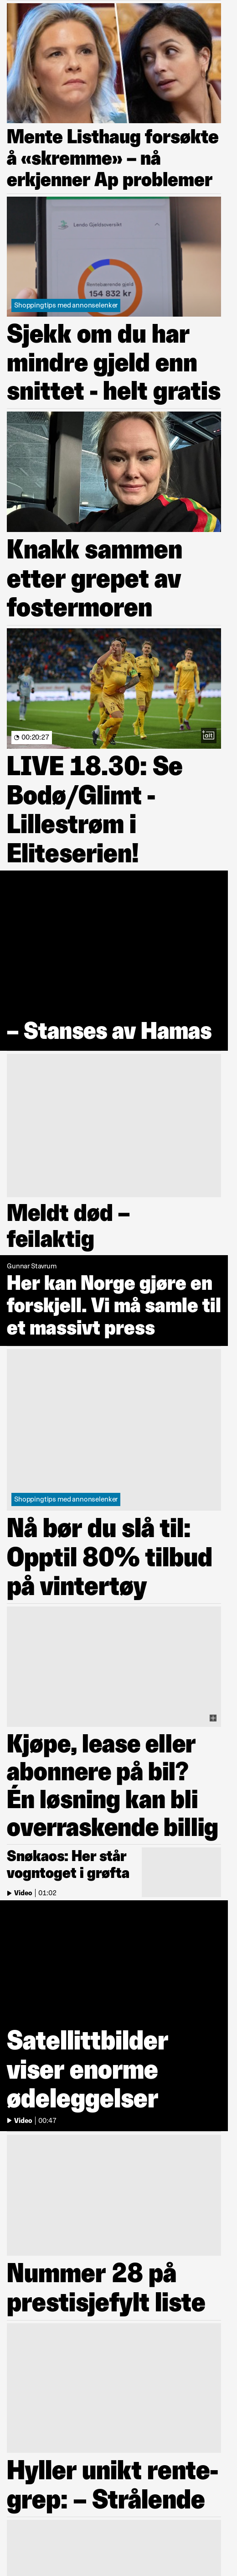 Mente Listhaug forsøkte
å «skremme» – nå
erkjenner Ap problemer
Lendo Gjeldsoversikt
154 832 kr
Shoppingtips med annonselenker
Sjekk om du har
mindre gjeld enn
snittet - helt gratis
Knakk sammen
etter grepet av
fostermoren
00:20:27
LIVE 18.30: Se
Bodø/Glimt -
Lillestrøm i
Eliteserien!
– Stanses av Hamas
Meldt død –
feilaktig
Gunnar Stavrum
Her kan Norge gjøre en
forskjell. Vi må samle til
et massivt press
Shoppingtips med annonselenker
Nå bør du slå til:
Opptil 80% tilbud
på vintertøy
Kjøpe, lease eller
abonnere på bil?
Én løsning kan bli
overraskende billig
Snøkaos: Her står
vogntoget i grøfta
Video | 01:02
Satellittbilder
viser enorme
ødeleggelser
Video | 00:47
Nummer 28 på
prestisjefylt liste
Hyller unikt rente-
grep: – Strålende